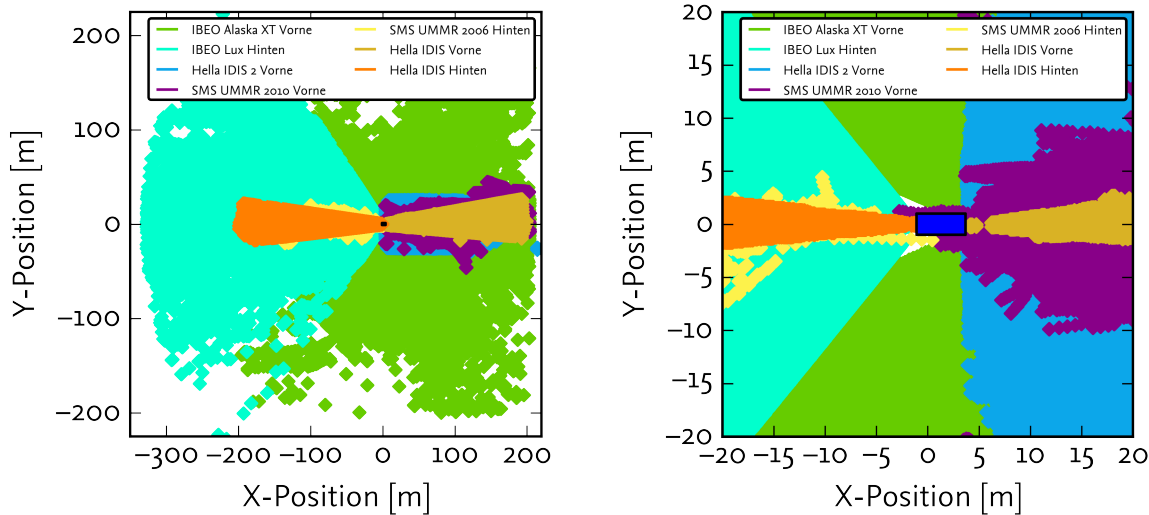 IBEO Alaska XT Vorne
IBEO Lux Hinten
Hella IDIS 2 Vorne
SMS UMMR 2010 Vorne
SMS UMMR 2006 Hinten
Hella IDIS Vorne
Hella IDIS Hinten
200
100
0
−100
−200
Y-Position [m]
−300 −200 −100 0 100 200
X-Position [m]
IBEO Alaska XT Vorne
IBEO Lux Hinten
Hella IDIS 2 Vorne
SMS UMMR 2010 Vorne
SMS UMMR 2006 Hinten
Hella IDIS Vorne
Hella IDIS Hinten
20
15
10
5
0
−5
−10
−15
−20
Y-Position [m]
−20 −15 −10 −5 0 5 10 15 20
X-Position [m]